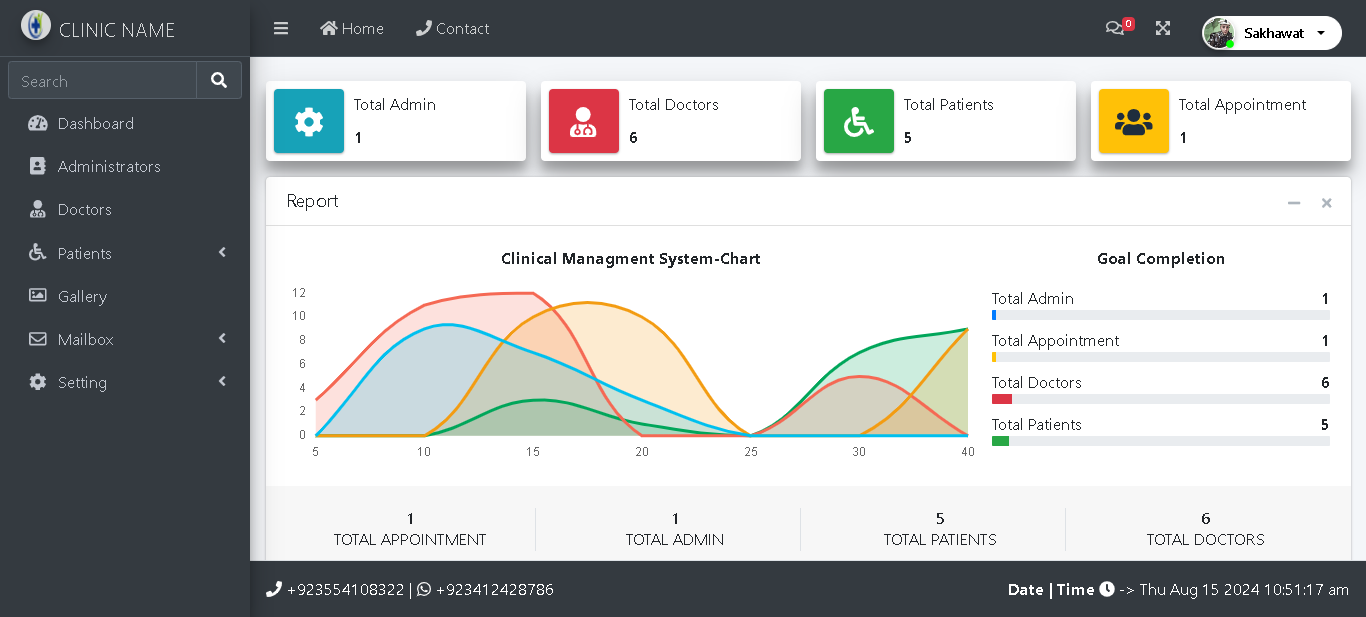 CLINIC NAME
Search
Dashboard
Administrators
Doctors
Patients
Gallery
Mailbox
Setting
Home
Contact
0
Sakhawat
Total Admin
1
Total Doctors
6
Total Patients
5
Total Appointment
1
Report
Clinical Managment System-Chart
12
10
8
6
4
2
0
5 10 15 20 25 30 40
Goal Completion
Total Admin 1
Total Appointment 1
Total Doctors 6
Total Patients 5
1
TOTAL APPOINTMENT
1
TOTAL ADMIN
5
TOTAL PATIENTS
6
TOTAL DOCTORS
+923554108322 | +923412428786
Date | Time -> Thu Aug 15 2024 10:51:17 am